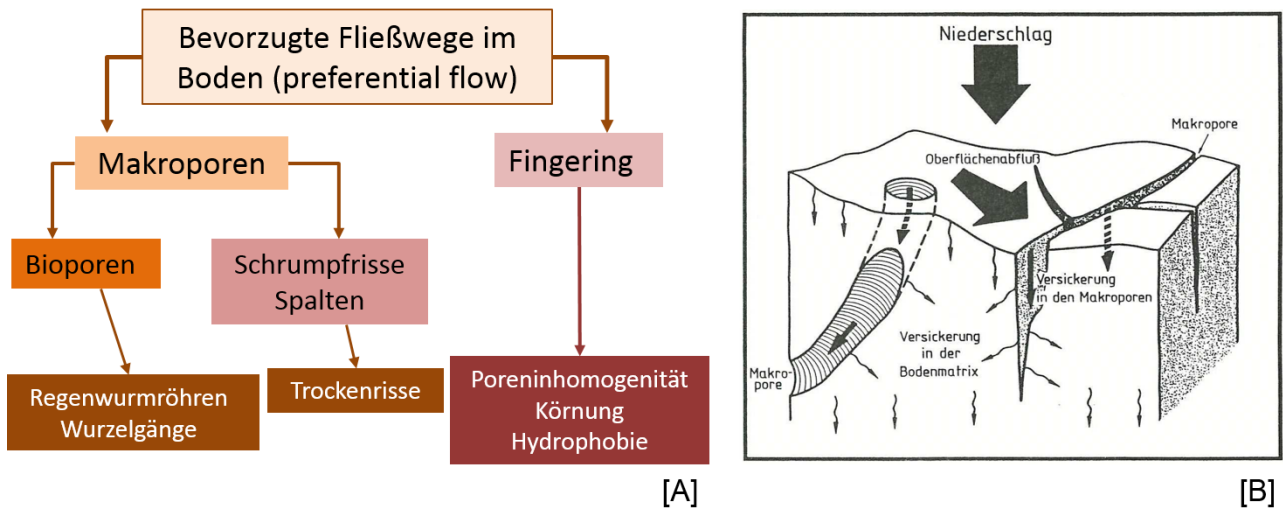 Bevorzugte Fließwege im
Boden (preferential flow)
Makroporen
Fingering
Bioporen
Schrumpfrisse
Spalten
Regenwurmröhren
Wurzelgänge
Trockenrisse
Poreninhomogenität
Körnung
Hydrophobie
[A]
Niederschlag
Makropore
Oberflächenabfluß
Versickerung
in den Makroporen
Versickerung
in der
Bodenmatrix
Makro-
pore
[B]